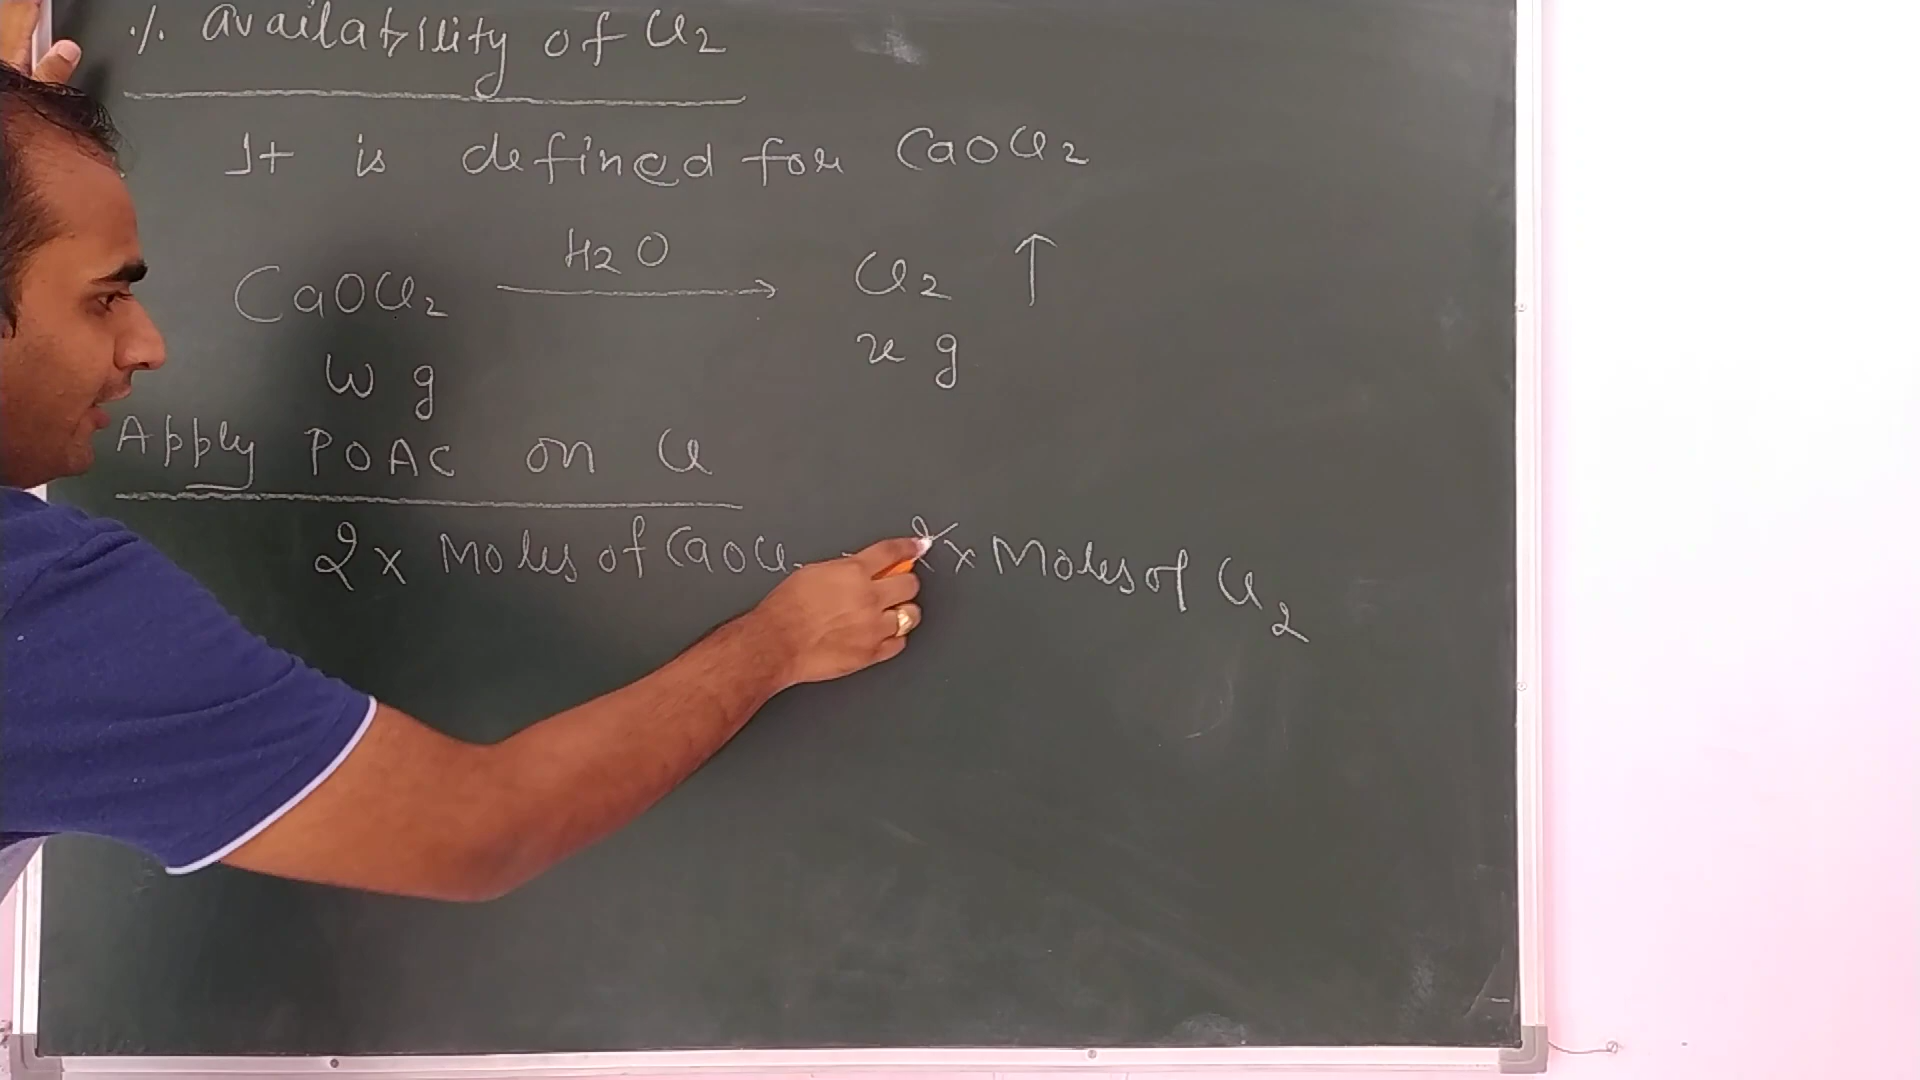 % availability of Cl2
It is defined for CaOCl2
CaOCl2 H2O → Cl2 ↑
w g x g
Apply POAC on Cl
2 x Moles of CaOCl 2 x Moles of Cl2